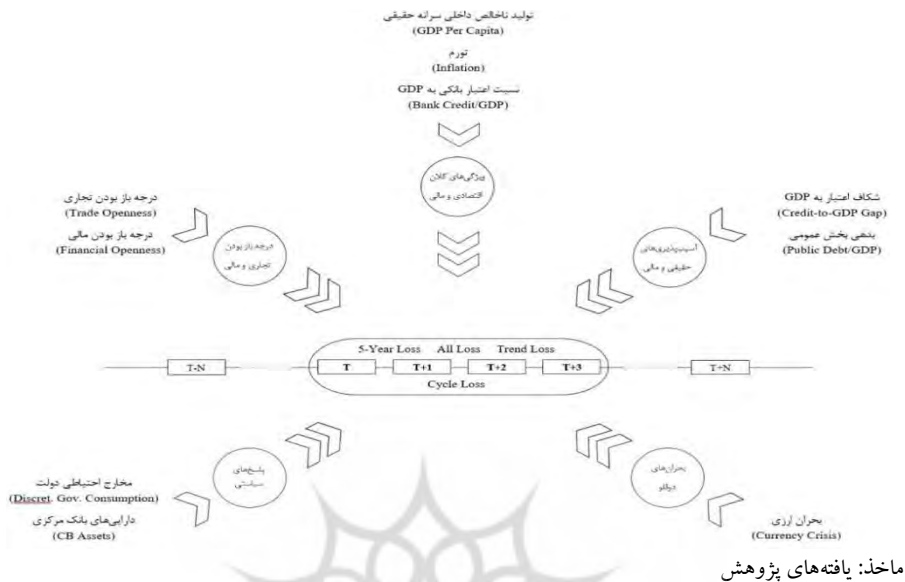 تولید ناخالص داخلی سرانه حقیقی
(GDP Per Capita)
تورم
(Inflation)
نسبت اعتبار بانکی به GDP
(Bank Credit/GDP)
ویژگی‌های کلان
اقتصادی و مالی
درجه باز بودن تجاری
(Trade Openness)
درجه باز بودن مالی
(Financial Openness)
درجه باز بودن
تجاری و مالی
شکاف اعتبار به GDP
(Credit-to-GDP Gap)
بدهی بخش عمومی
(Public Debt/GDP)
آسیب‌پذیری‌های
حقیقی و مالی
5-Year Loss All Loss Trend Loss
T-N T T+1 T+2 T+3 T+N
Cycle Loss
پاسخ‌های
سیاستی
مخارج احتیاطی دولت
(Discret. Gov. Consumption)
دارایی‌های بانک مرکزی
(CB Assets)
بحران‌های
دوقلو
بحران ارزی
(Currency Crisis)
ماخذ: یافته‌های پژوهش